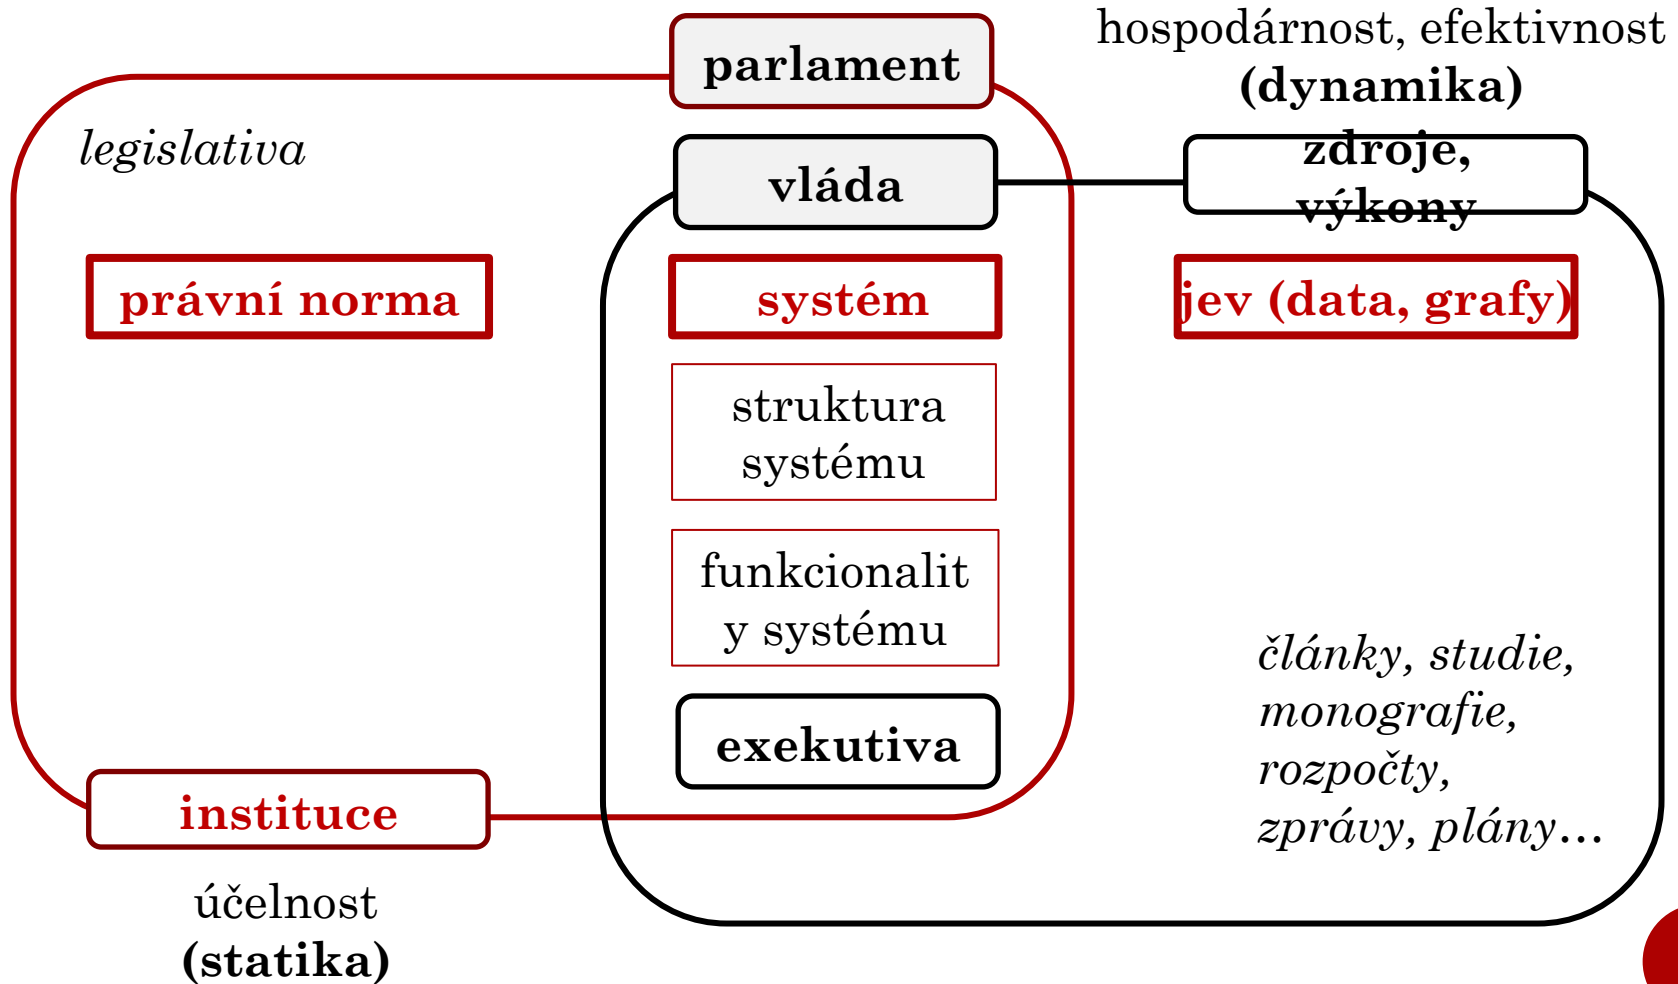 hospodárnost, efektivnost
(dynamika)
parlament
legislativa
vláda
zdroje,
výkony
právní norma
systém
jev (data, grafy)
struktura
systému
funkcionalit
y systému
exekutiva
články, studie,
monografie,
rozpočty,
zprávy, plány…
instituce
účelnost
(statika)